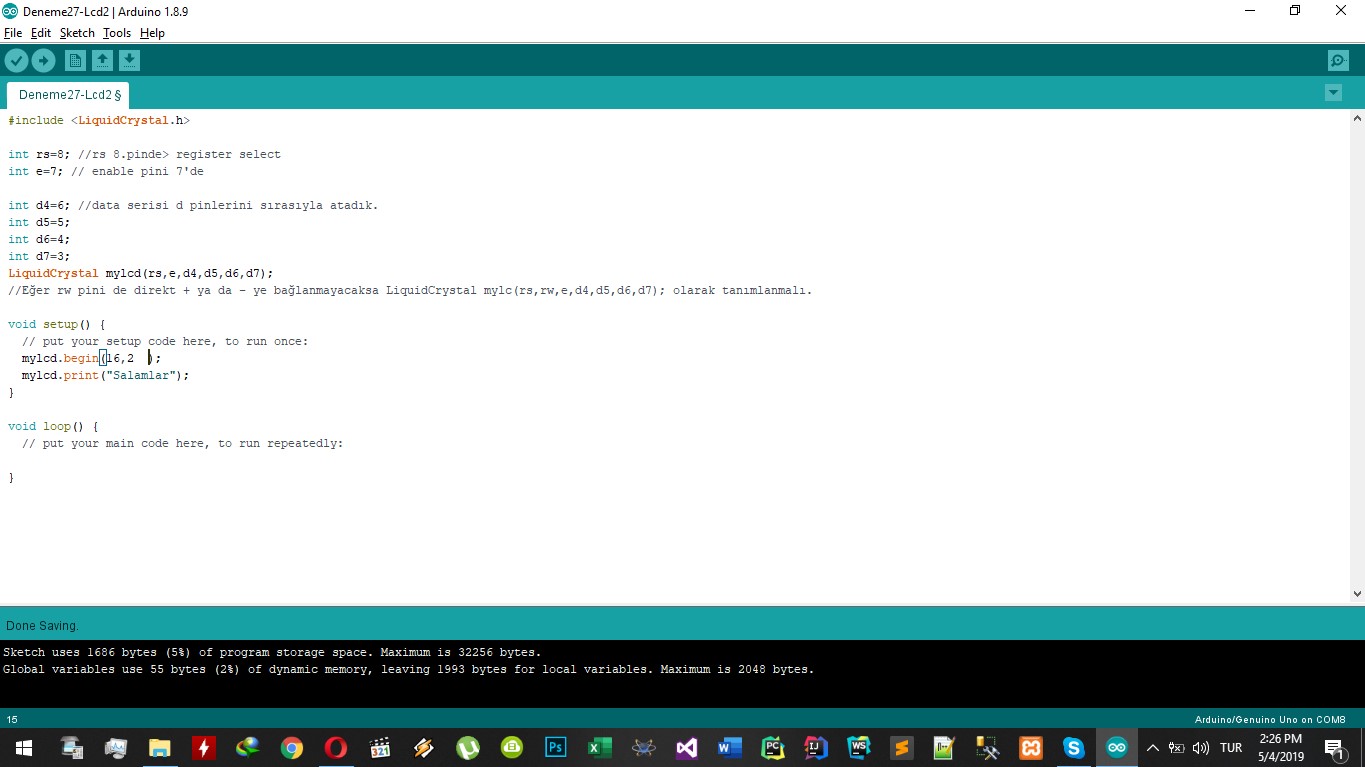 Deneme27-Lcd2 | Arduino 1.8.9
File Edit Sketch Tools Help
Deneme27-Lcd2 §
#include <LiquidCrystal.h>
int rs=8; //rs 8.pinde> register select
int e=7; // enable pini 7'de
int d4=6; //data serisi d pinlerini sırasıyla atadık.
int d5=5;
int d6=4;
int d7=3;
LiquidCrystal mylcd(rs,e,d4,d5,d6,d7);
//Eğer rw pini de direkt + ya da - ye bağlanmayacaksa LiquidCrystal mylc(rs,rw,e,d4,d5,d6,d7); olarak tanımlanmalı.
void setup() {
  // put your setup code here, to run once:
  mylcd.begin(16,2  );
  mylcd.print("Salamlar");
}
void loop() {
  // put your main code here, to run repeatedly:
}
Done Saving.
Sketch uses 1686 bytes (5%) of program storage space. Maximum is 32256 bytes.
Global variables use 55 bytes (2%) of dynamic memory, leaving 1993 bytes for local variables. Maximum is 2048 bytes.
15 Arduino/Genuino Uno on COM8
321 Ps X W PC IJ WS S TUR 2:26 PM
5/4/2019 1